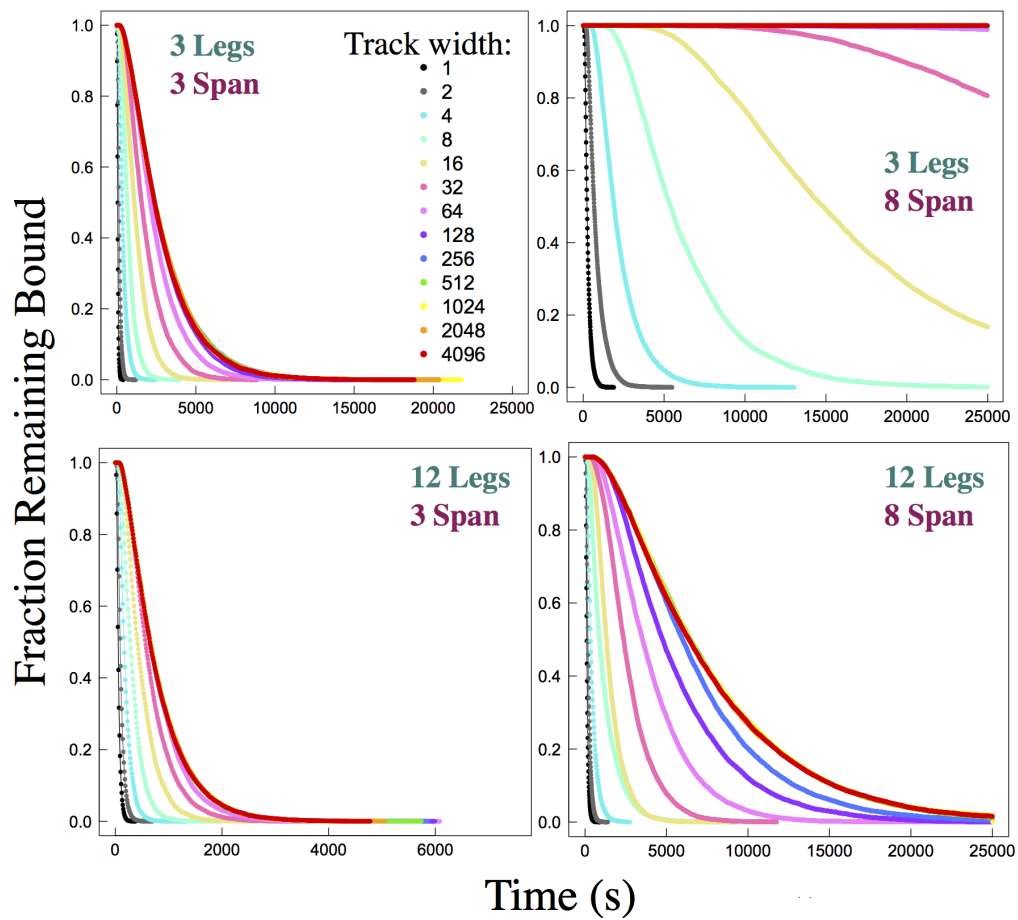 Fraction Remaining Bound
1.0
0.8
0.6
0.4
0.2
0.0
3 Legs
3 Span
Track width:
1
2
4
8
16
32
64
128
256
512
1024
2048
4096
0 5000 10000 15000 20000 25000
1.0
0.8
0.6
0.4
0.2
0.0
3 Legs
8 Span
0 5000 10000 15000 20000 25000
1.0
0.8
0.6
0.4
0.2
0.0
12 Legs
3 Span
0 2000 4000 6000
1.0
0.8
0.6
0.4
0.2
0.0
12 Legs
8 Span
0 5000 10000 15000 20000 25000
Time (s)